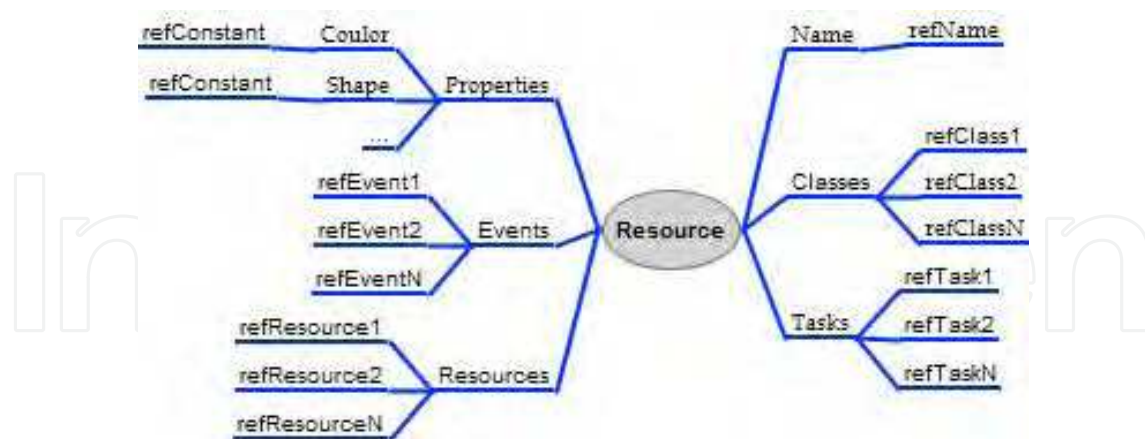 refConstant Coulor
refConstant Shape Properties
...
refEvent1
refEvent2 Events
refEventN
refResource1
refResource2 Resources
refResourceN
Resource
Name refName
refClass1
Classes refClass2
refClassN
refTask1
Tasks refTask2
refTaskN